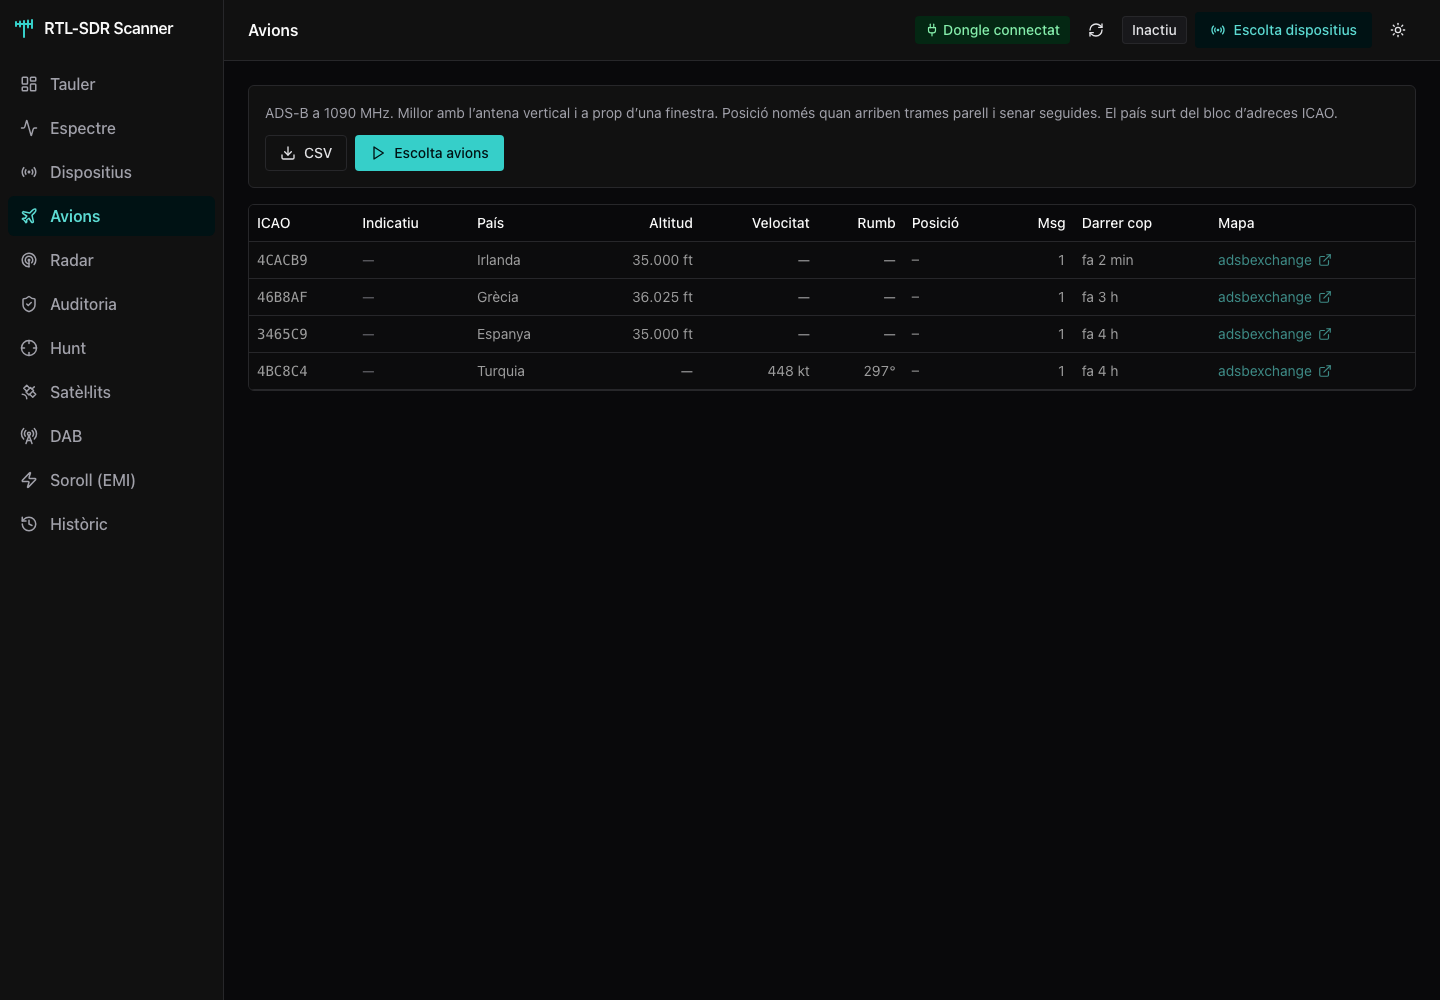 RTL-SDR Scanner
Avions
Dongle connectat
Inactiu
Escolta dispositius
Tauler
Espectre
Dispositius
Avions
Radar
Auditoria
Hunt
Satèl·lits
DAB
Soroll (EMI)
Històric
ADS-B a 1090 MHz. Millor amb l’antena vertical i a prop d’una finestra. Posició només quan arriben trames parell i senar seguides. El país surt del bloc d’adreces ICAO.
CSV
Escolta avions
ICAO Indicatiu País Altitud Velocitat Rumb Posició Msg Darrer cop Mapa
4CACB9 — Irlanda 35.000 ft — — – 1 fa 2 min adsbexchange
46B8AF — Grècia 36.025 ft — — – 1 fa 3 h adsbexchange
3465C9 — Espanya 35.000 ft — — – 1 fa 4 h adsbexchange
4BC8C4 — Turquia — 448 kt 297° – 1 fa 4 h adsbexchange